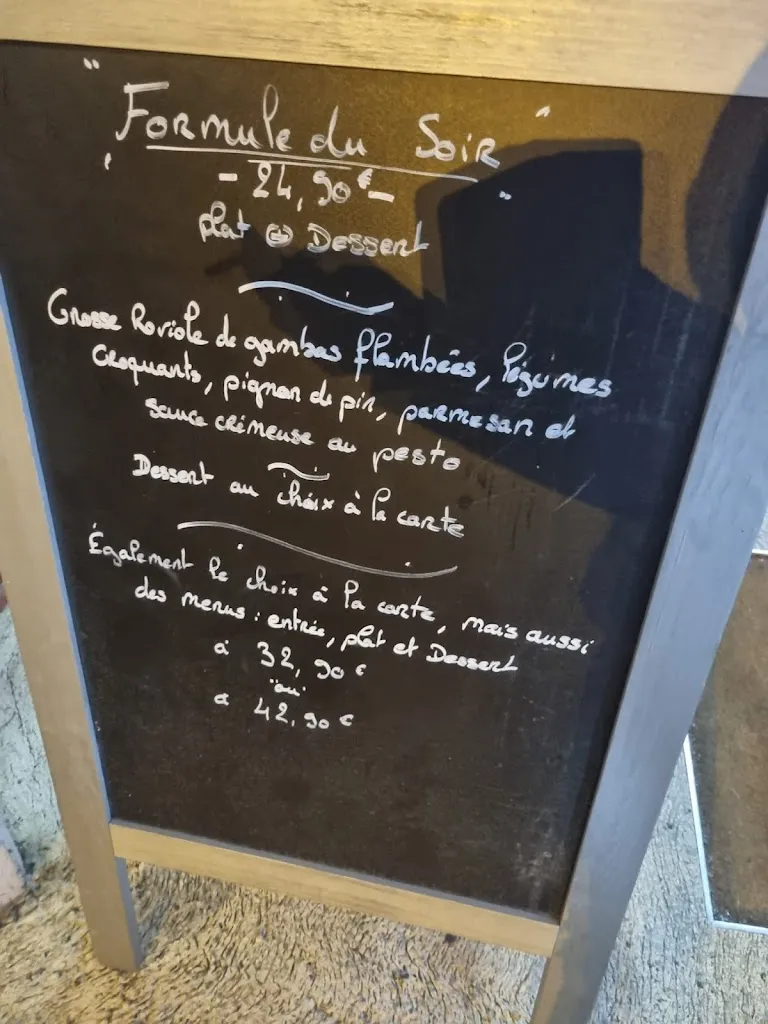 "Formule du Soir"
- 24,90€ -
plat ⊕ Dessert
Grosse Raviole de gambas flambées, légumes
croquants, pignon de pin, parmesan et
sauce crémeuse au pesto
Dessert au choix à la carte
Également le choix à la carte, mais aussi
des menus : entrée, plat et Dessert
à 32,90€
"ou"
à 42,90€